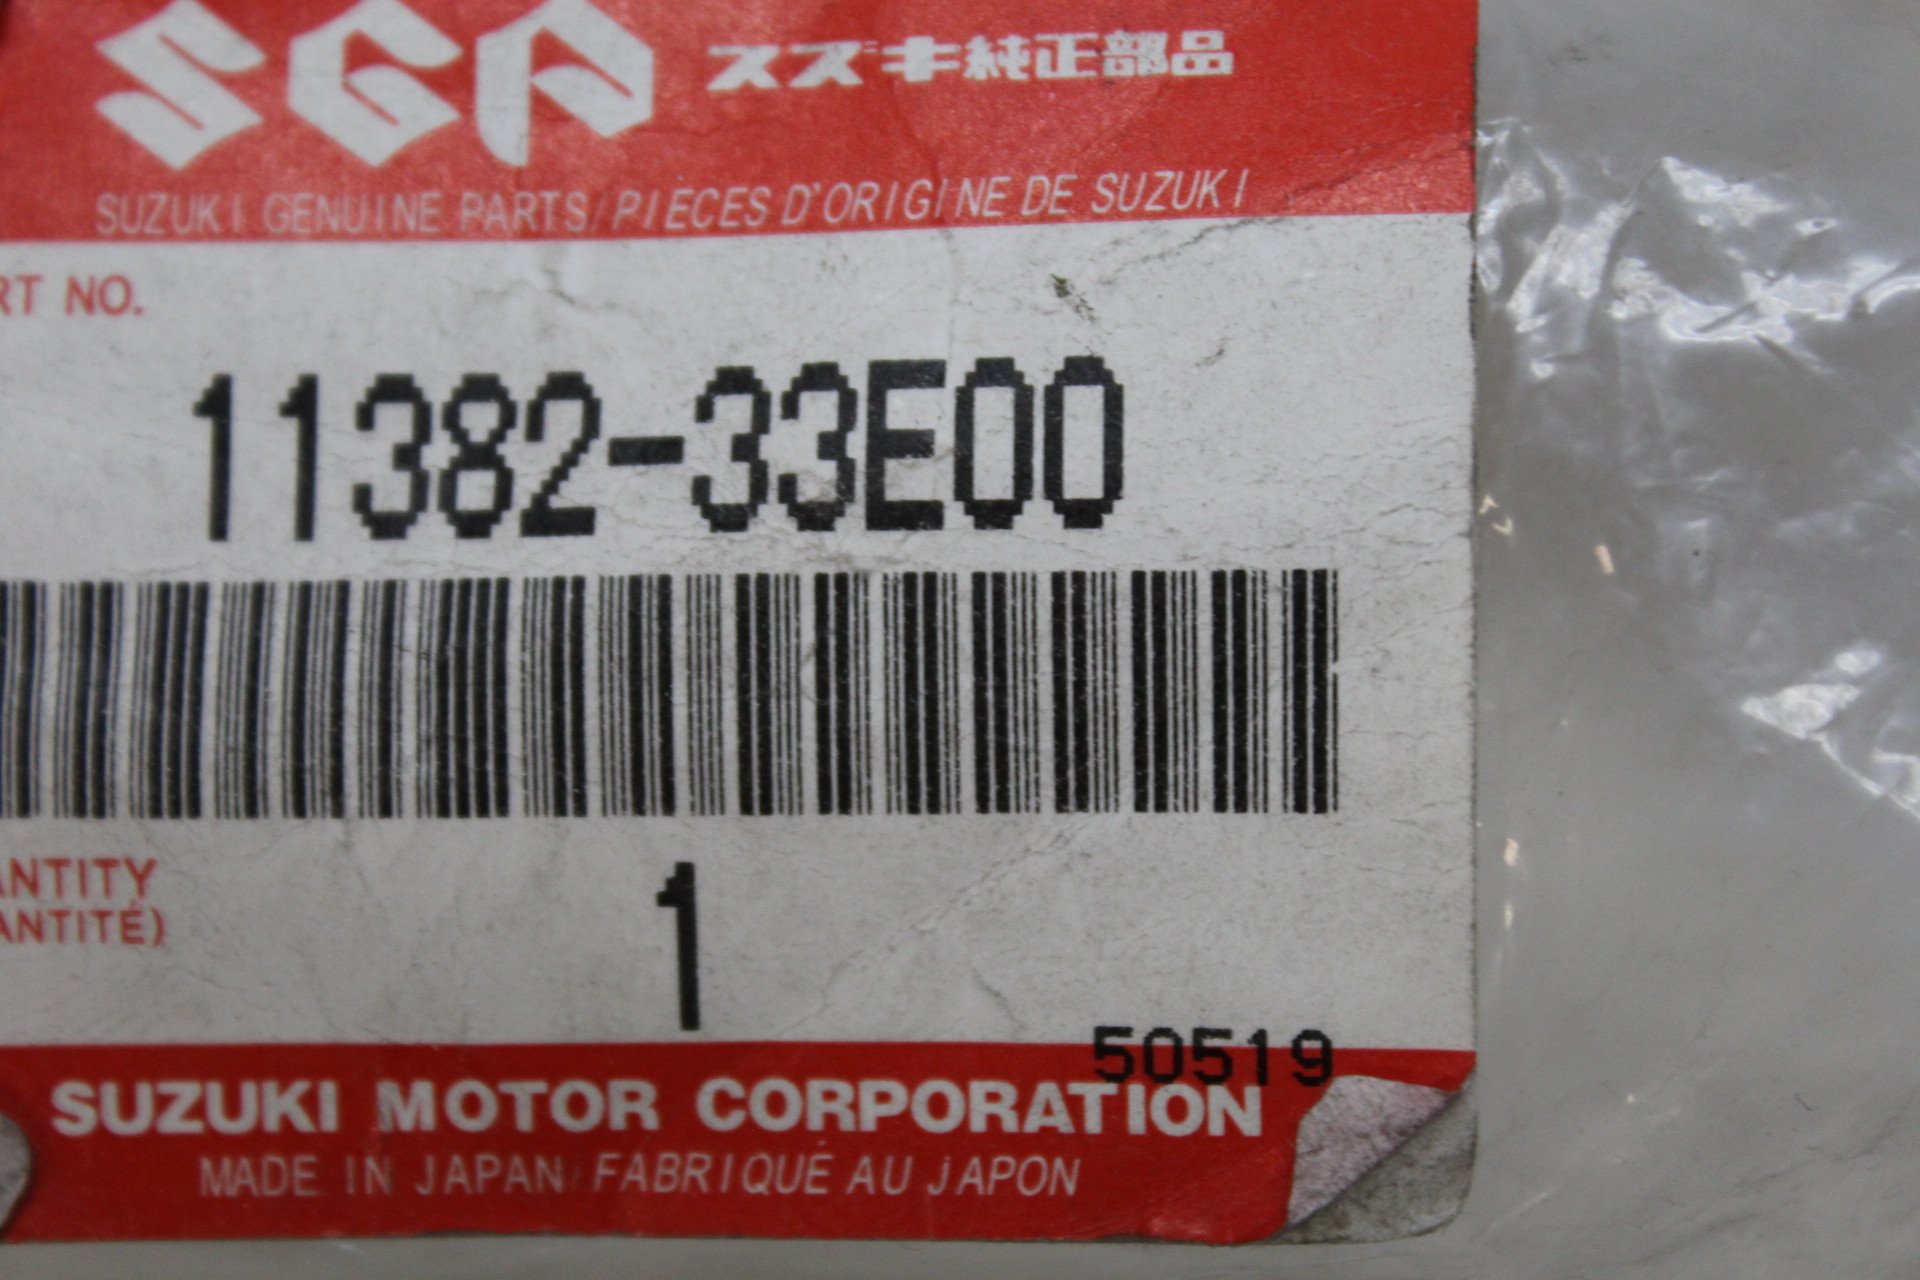 SGP スズキ純正部品
SUZUKI GENUINE PARTS/PIÈCES D'ORIGINE DE SUZUKI
RT NO.
11382-33E00
ANTITY
ANTITÉ)
1
50519
SUZUKI MOTOR CORPORATION
MADE IN JAPAN/FABRIQUÉ AU JAPON